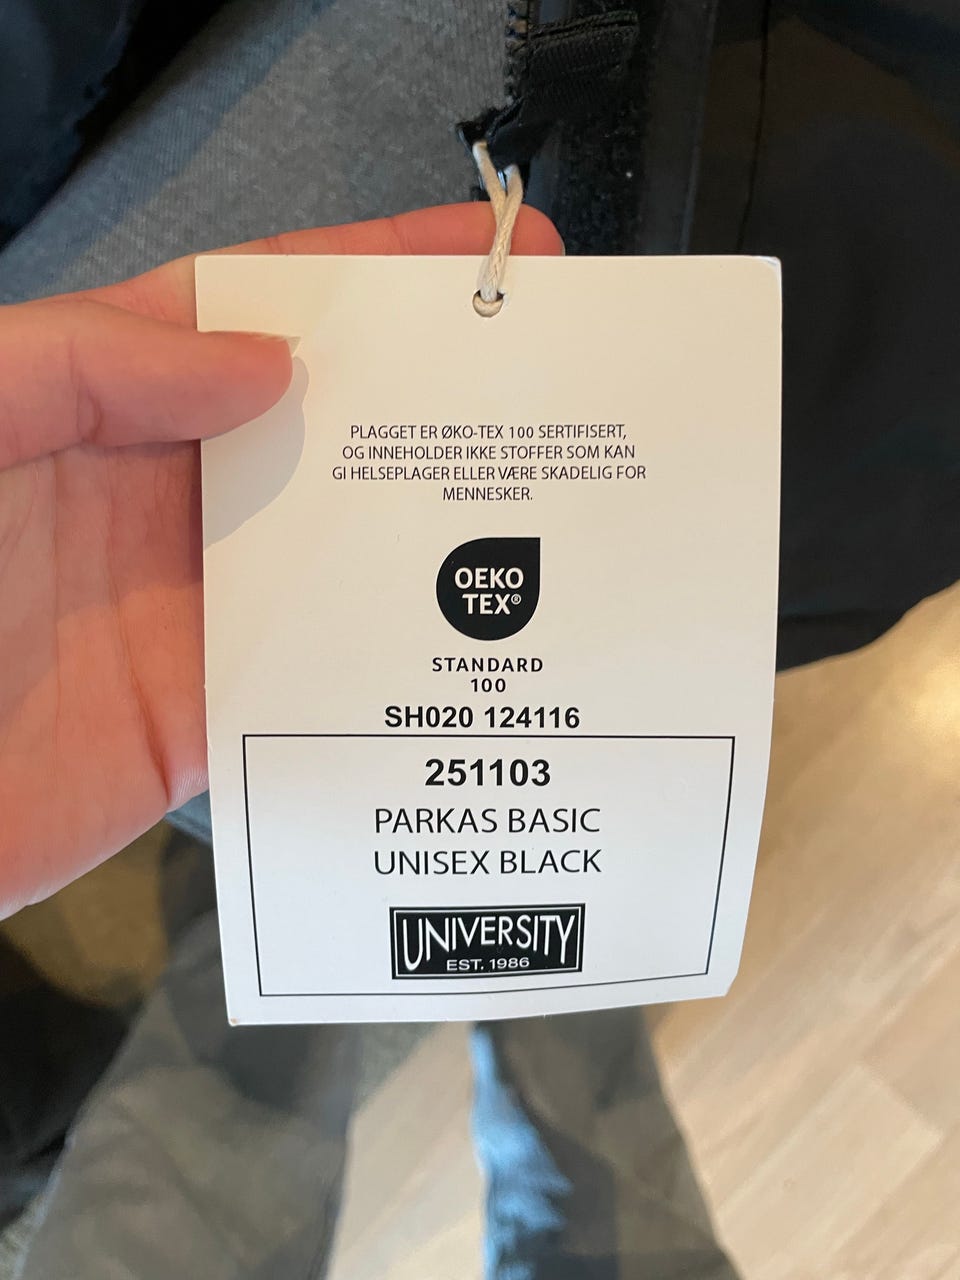 PLAGGET ER ØKO-TEX 100 SERTIFISERT,
OG INNEHOLDER IKKE STOFFER SOM KAN
GI HELSEPLAGER ELLER VÆRE SKADELIG FOR
MENNESKER.
OEKO
TEX®
STANDARD
100
SH020 124116
251103
PARKAS BASIC
UNISEX BLACK
UNIVERSITY
EST. 1986